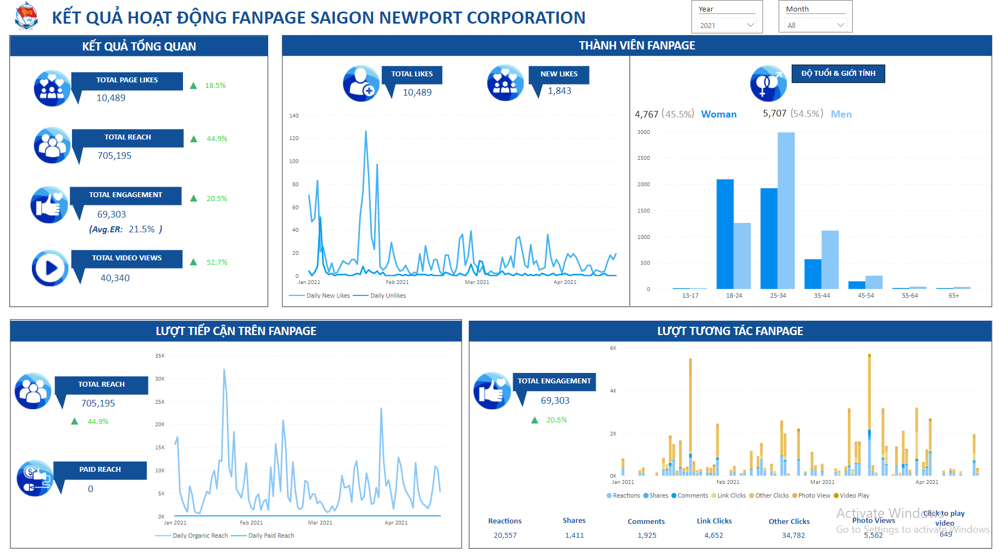 SNP
KẾT QUẢ HOẠT ĐỘNG FANPAGE SAIGON NEWPORT CORPORATION
Year
2021
Month
All
KẾT QUẢ TỔNG QUAN
TOTAL PAGE LIKES
18.5%
10,489
TOTAL REACH
44.9%
705,195
TOTAL ENGAGEMENT
20.5%
69,303
(Avg.ER: 21.5% )
TOTAL VIDEO VIEWS
52.7%
40,340
THÀNH VIÊN FANPAGE
TOTAL LIKES
10,489
NEW LIKES
1,843
140
120
100
80
60
40
20
0
Jan 2021 Feb 2021 Mar 2021 Apr 2021
Daily New Likes Daily Unlikes
ĐỘ TUỔI & GIỚI TÍNH
4,767 (45.5%) Woman 5,707 (54.5%) Men
3000
2500
2000
1500
1000
500
0
13-17 18-24 25-34 35-44 45-54 55-64 65+
LƯỢT TIẾP CẬN TRÊN FANPAGE
TOTAL REACH
705,195
44.9%
PAID REACH
0
35K
30K
25K
20K
15K
10K
5K
0K
Jan 2021 Feb 2021 Mar 2021 Apr 2021
Daily Organic Reach Daily Paid Reach
LƯỢT TƯƠNG TÁC FANPAGE
TOTAL ENGAGEMENT
69,303
20.5%
6K
4K
2K
0K
Jan 2021 Feb 2021 Mar 2021 Apr 2021
Reactions Shares Comments Link Clicks Other Clicks Photo View Video Play
Reactions
20,557
Shares
1,411
Comments
1,925
Link Clicks
4,652
Other Clicks
34,782
Photo Views
5,562
Click to play
video
649
Activate Windows
Go to Settings to activate Windows.